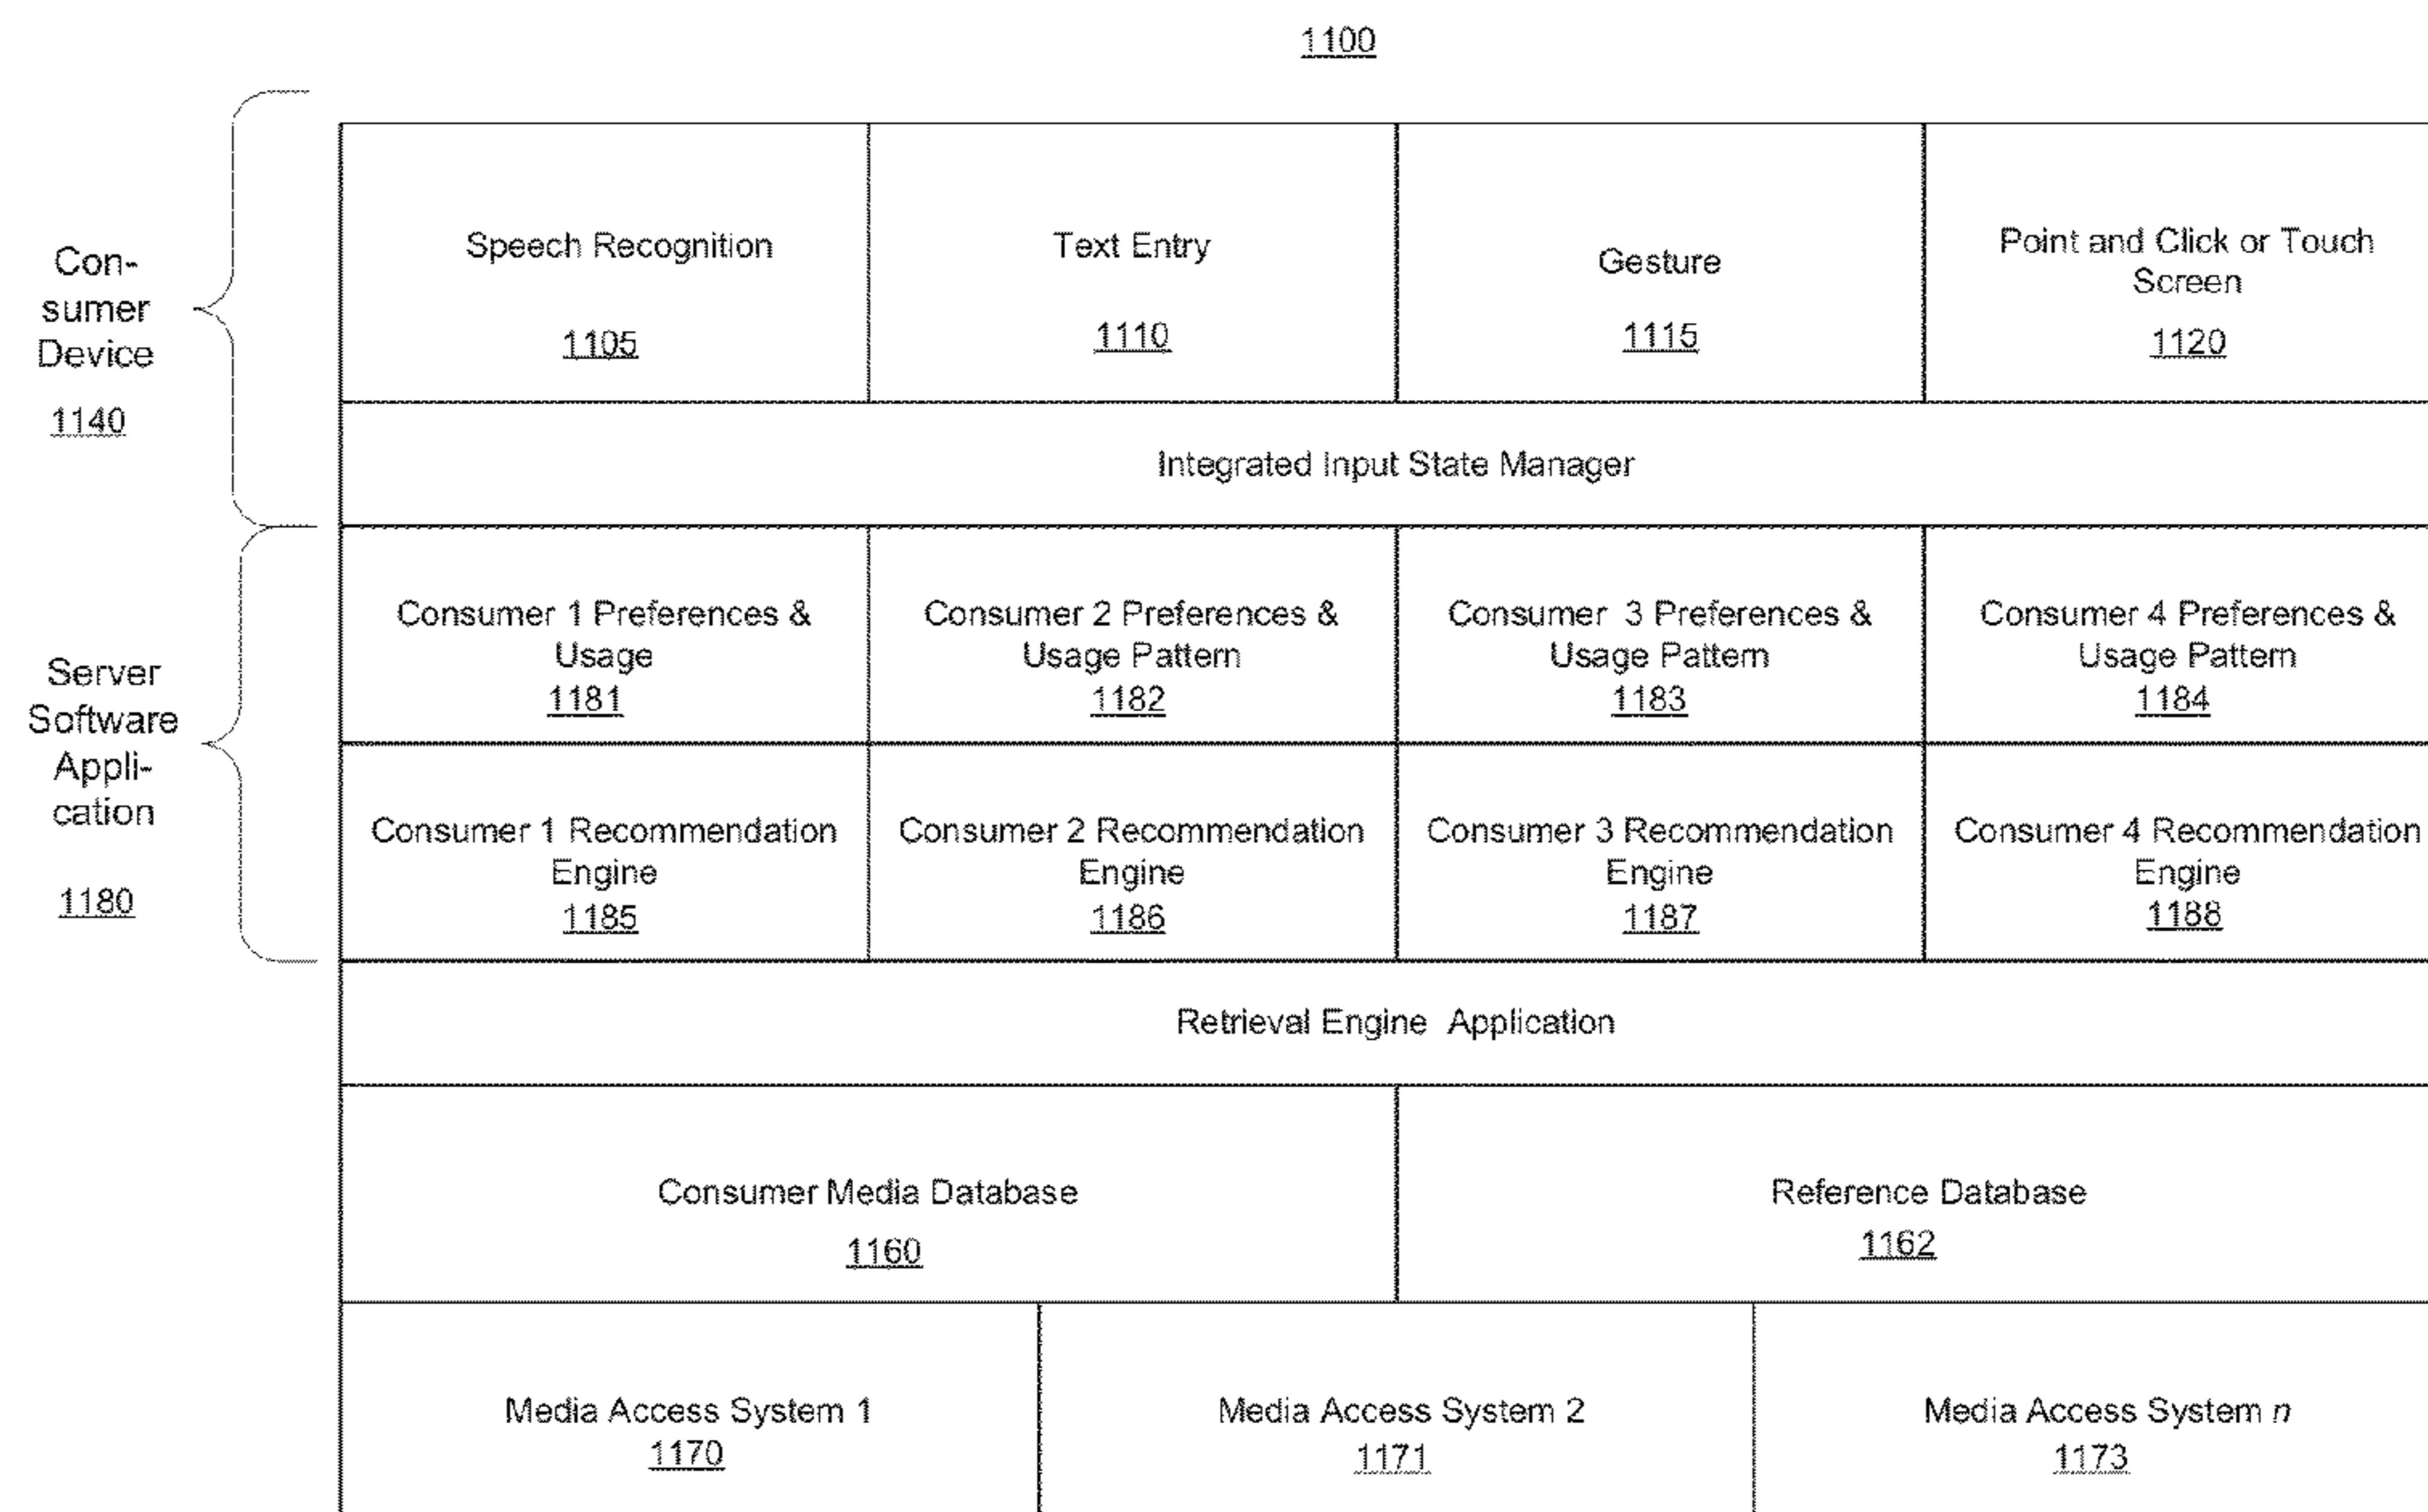 1100
Con-
sumer
Device
1140
Speech Recognition
1105
Text Entry
1110
Gesture
1115
Point and Click or Touch
Screen
1120
Integrated Input State Manager
Server
Software
Appli-
cation
1180
Consumer 1 Preferences &
Usage
1181
Consumer 2 Preferences &
Usage Pattern
1182
Consumer 3 Preferences &
Usage Pattern
1183
Consumer 4 Preferences &
Usage Pattern
1184
Consumer 1 Recommendation
Engine
1185
Consumer 2 Recommendation
Engine
1186
Consumer 3 Recommendation
Engine
1187
Consumer 4 Recommendation
Engine
1188
Retrieval Engine Application
Consumer Media Database
1160
Reference Database
1162
Media Access System 1
1170
Media Access System 2
1171
Media Access System n
1173